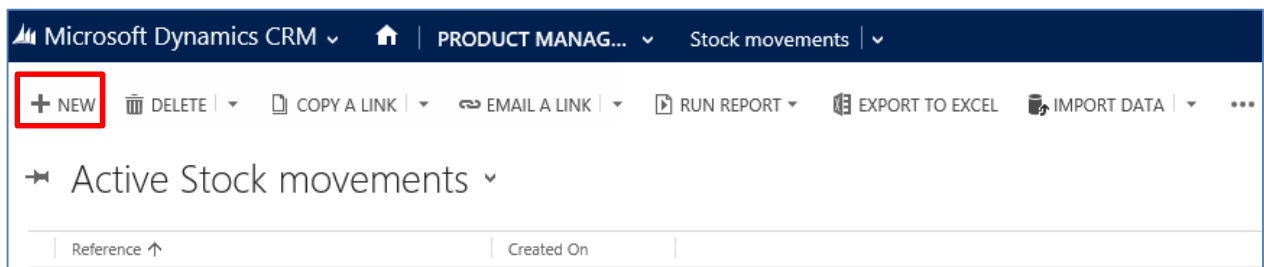 Microsoft Dynamics CRM PRODUCT MANAG... Stock movements
NEW DELETE COPY A LINK EMAIL A LINK RUN REPORT EXPORT TO EXCEL IMPORT DATA ...
Active Stock movements
Reference Created On